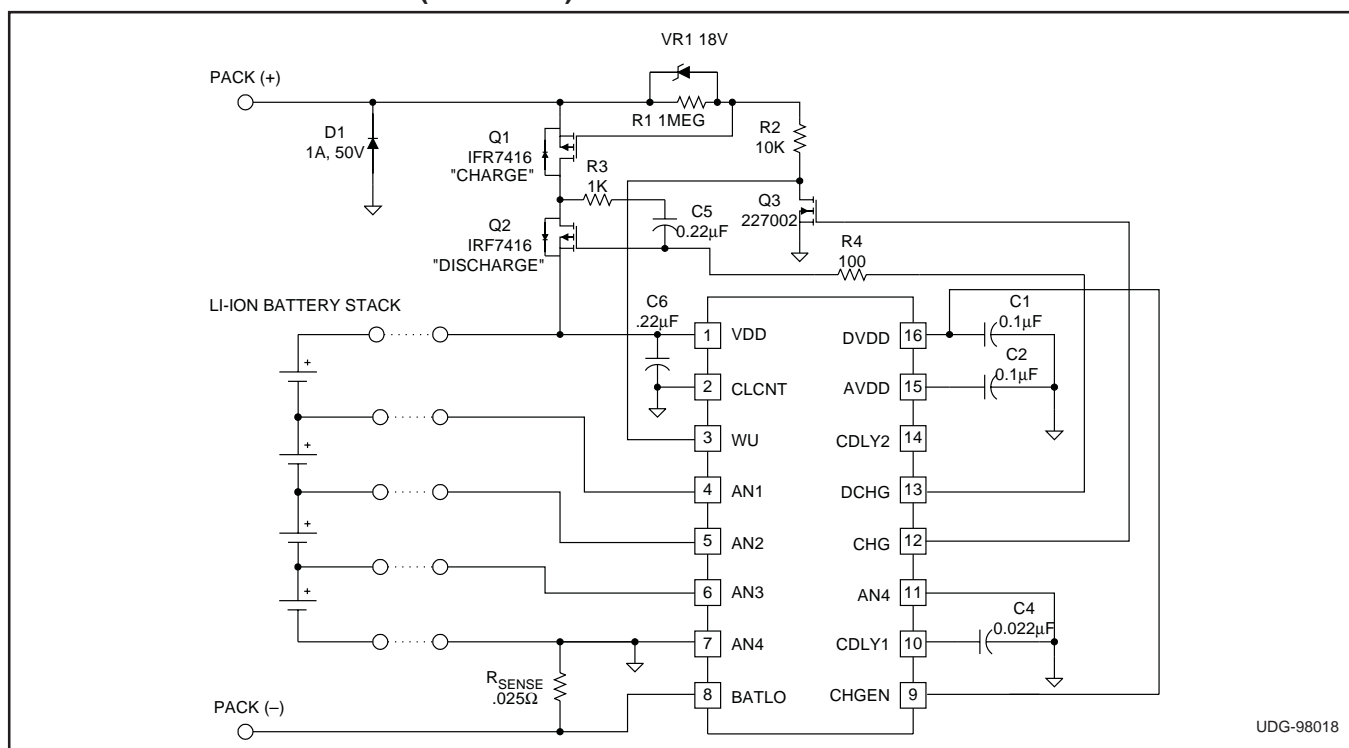 VR1 18V
PACK (+)
R1 1MEG
D1
1A, 50V
Q1
IFR7416
"CHARGE"
R2
10K
R3
1K
C5
0.22µF
Q3
227002
Q2
IRF7416
"DISCHARGE"
R4
100
LI-ION BATTERY STACK
C6
.22µF
C1
0.1µF
C2
0.1µF
1 VDD
2 CLCNT
3 WU
4 AN1
5 AN2
6 AN3
7 AN4
8 BATLO
DVDD 16
AVDD 15
CDLY2 14
DCHG 13
CHG 12
AN4 11
CDLY1 10
CHGEN 9
C4
0.022µF
RSENSE
.025Ω
PACK (–)
UDG-98018
+
+
+
+